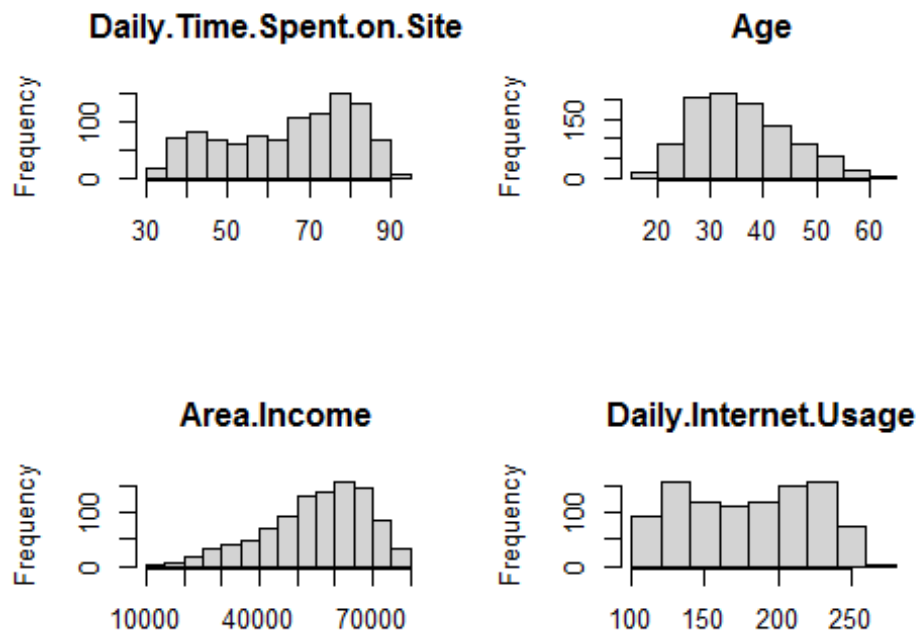 Daily.Time.Spent.on.Site
Frequency
0 100
30 50 70 90
Age
Frequency
0 150
20 30 40 50 60
Area.Income
Frequency
0 100
10000 40000 70000
Daily.Internet.Usage
Frequency
0 100
100 150 200 250